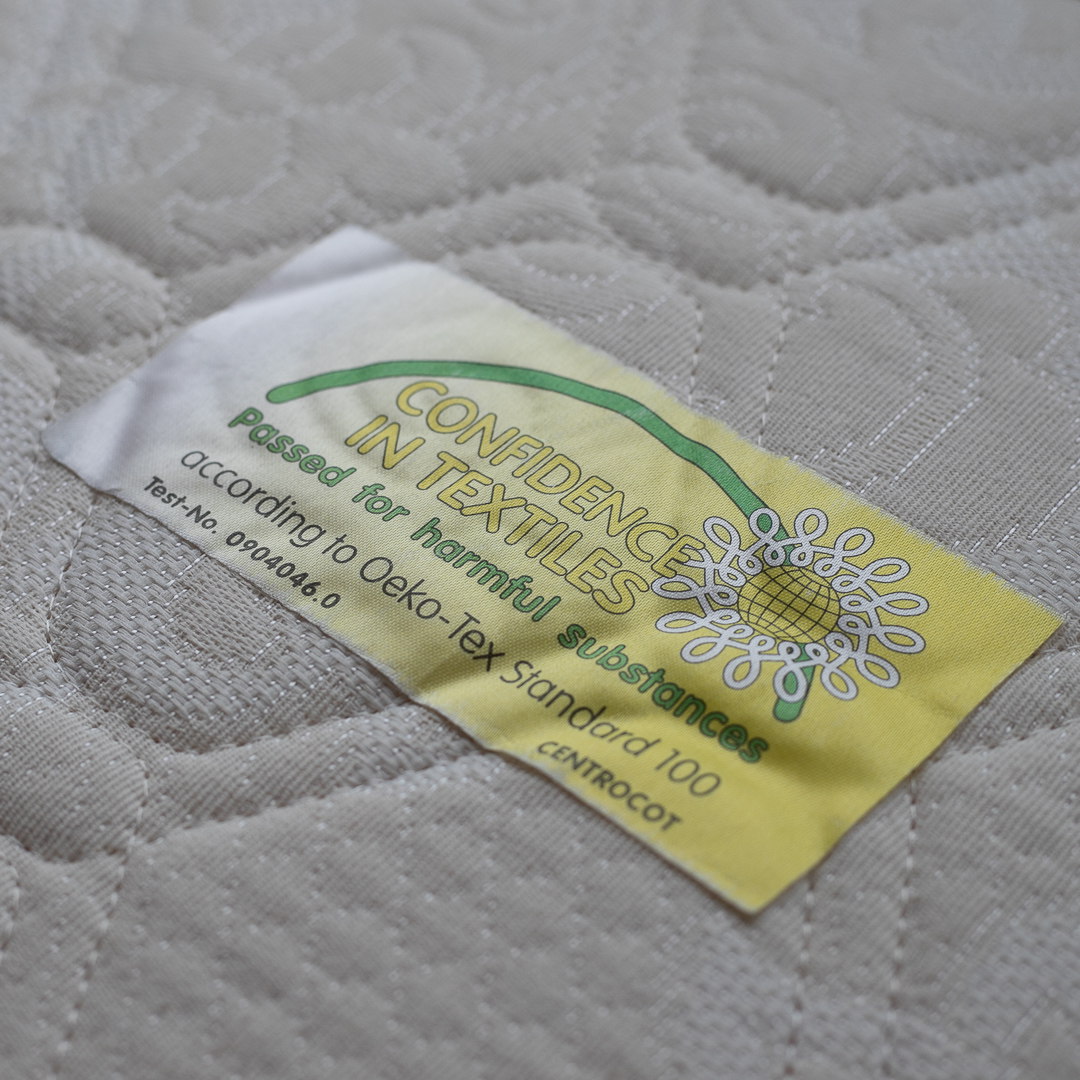 CONFIDENCE
IN TEXTILES
Passed for harmful substances
according to Oeko-Tex Standard 100
Test-No. 0904046.0 CENTROCOT